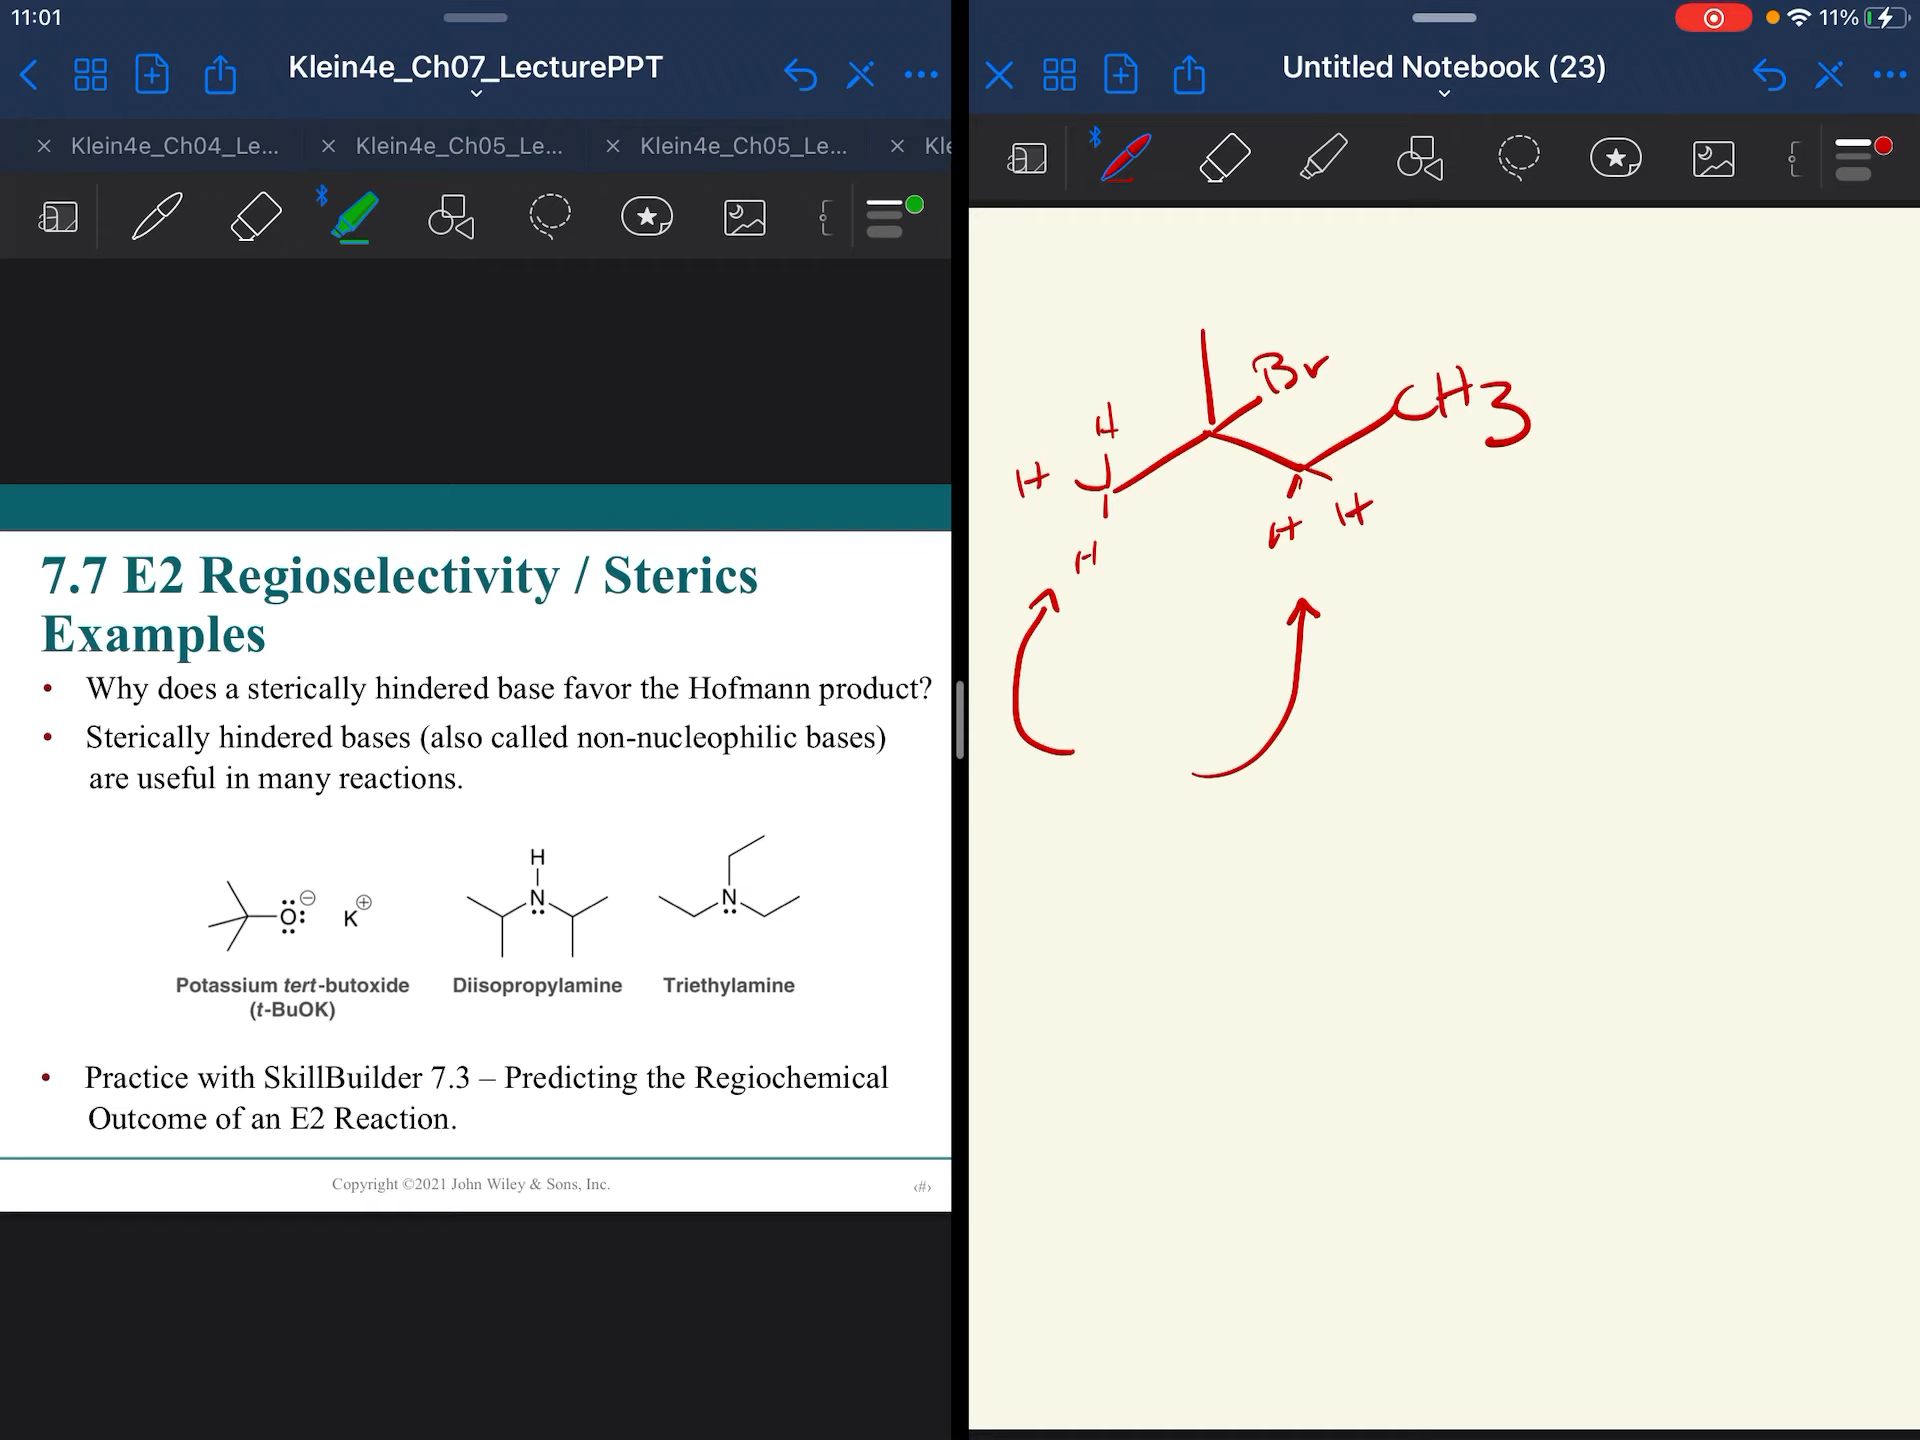 11:01
Klein4e_Ch07_LecturePPT
Klein4e_Ch04_Le...
Klein4e_Ch05_Le...
Klein4e_Ch05_Le...
Kle
7.7 E2 Regioselectivity / Sterics
Examples
• Why does a sterically hindered base favor the Hofmann product?
• Sterically hindered bases (also called non-nucleophilic bases)
are useful in many reactions.
H
N
N
O
K
Potassium tert-butoxide
(t-BuOK)
Diisopropylamine
Triethylamine
• Practice with SkillBuilder 7.3 – Predicting the Regiochemical
Outcome of an E2 Reaction.
Copyright ©2021 John Wiley & Sons, Inc.
‹#›
11%
Untitled Notebook (23)
Br
CH3
H
H
H
H
H